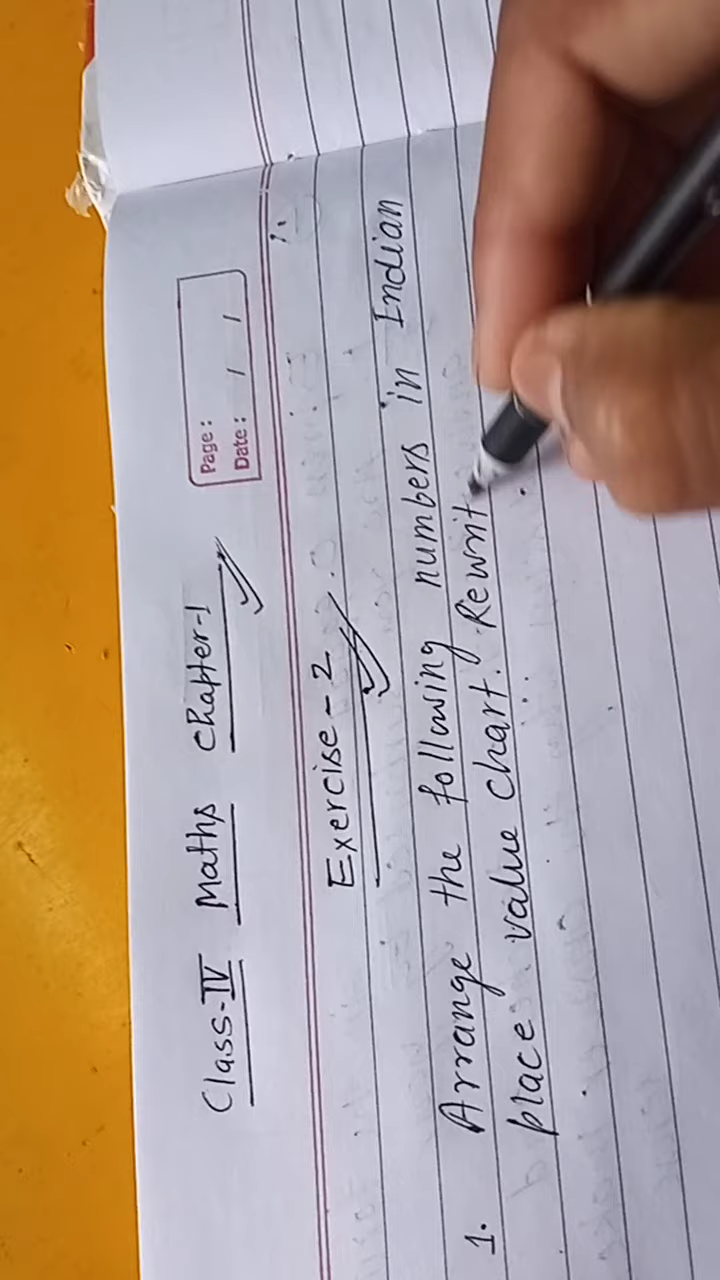 Page:
Date: / /
Class-IV Maths Chapter-1
Exercise - 2
1. Arrange the following numbers in Indian
place value chart. Rewrit